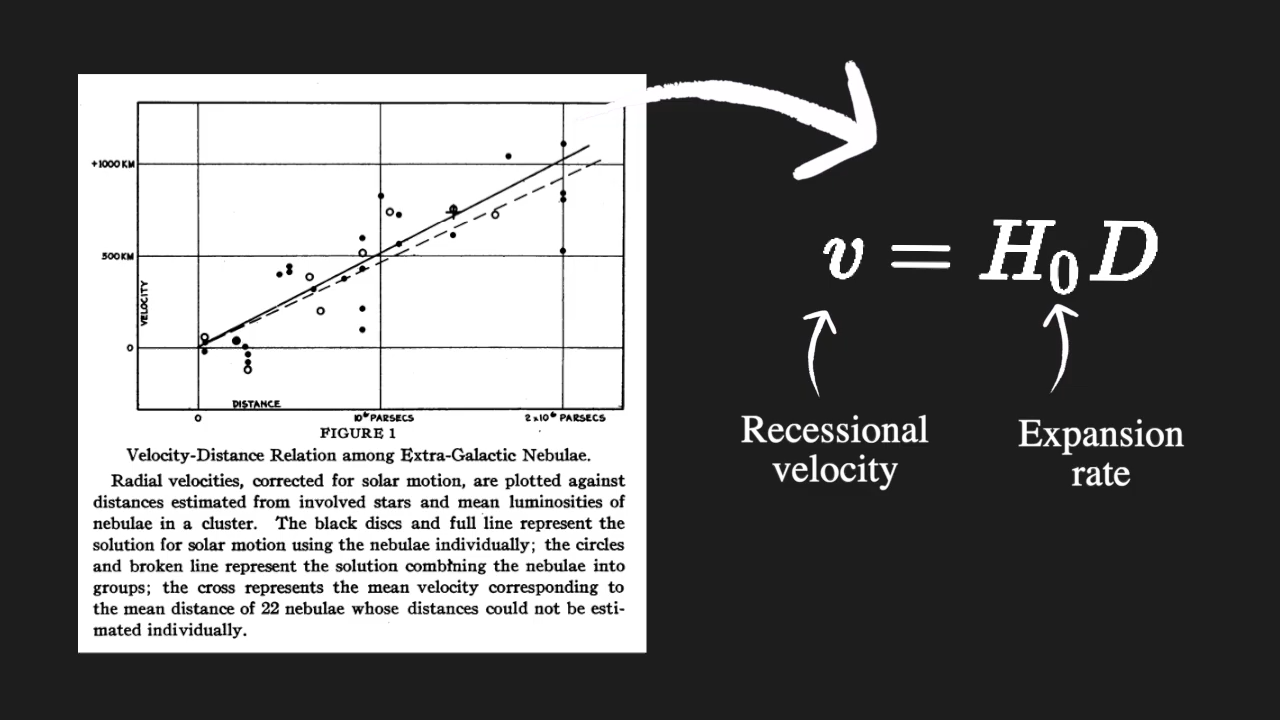 +1000 KM
500 KM
VELOCITY
0
DISTANCE
0
10⁶ PARSECS
2x10⁶ PARSECS
FIGURE 1
Velocity-Distance Relation among Extra-Galactic Nebulae.
Radial velocities, corrected for solar motion, are plotted against
distances estimated from involved stars and mean luminosities of
nebulae in a cluster. The black discs and full line represent the
solution for solar motion using the nebulae individually; the circles
and broken line represent the solution combining the nebulae into
groups; the cross represents the mean velocity corresponding to
the mean distance of 22 nebulae whose distances could not be esti-
mated individually.
v = H₀D
Recessional
velocity
Expansion
rate